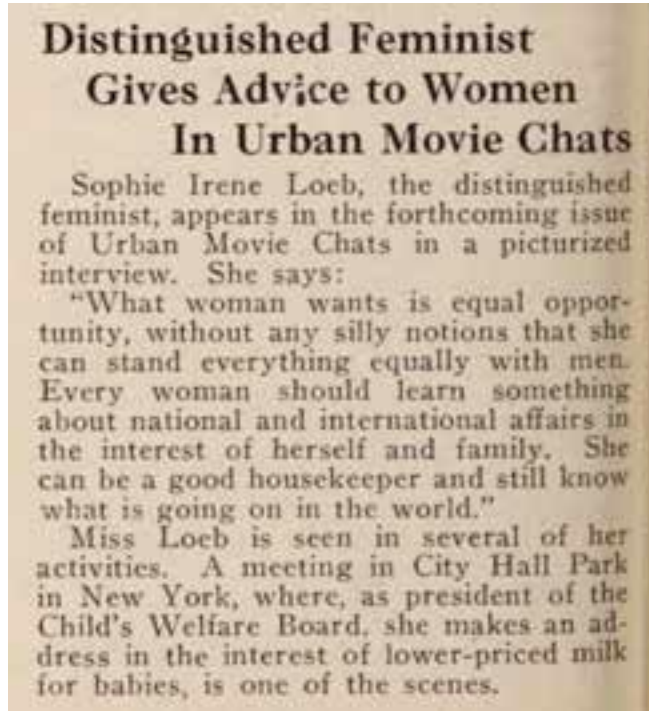 Distinguished Feminist
Gives Advice to Women
In Urban Movie Chats
Sophie Irene Loeb, the distinguished
feminist, appears in the forthcoming issue
of Urban Movie Chats in a picturized
interview. She says:
"What woman wants is equal oppor-
tunity, without any silly notions that she
can stand everything equally with men.
Every woman should learn something
about national and international affairs in
the interest of herself and family. She
can be a good housekeeper and still know
what is going on in the world."
Miss Loeb is seen in several of her
activities. A meeting in City Hall Park
in New York, where, as president of the
Child's Welfare Board, she makes an ad-
dress in the interest of lower-priced milk
for babies, is one of the scenes.